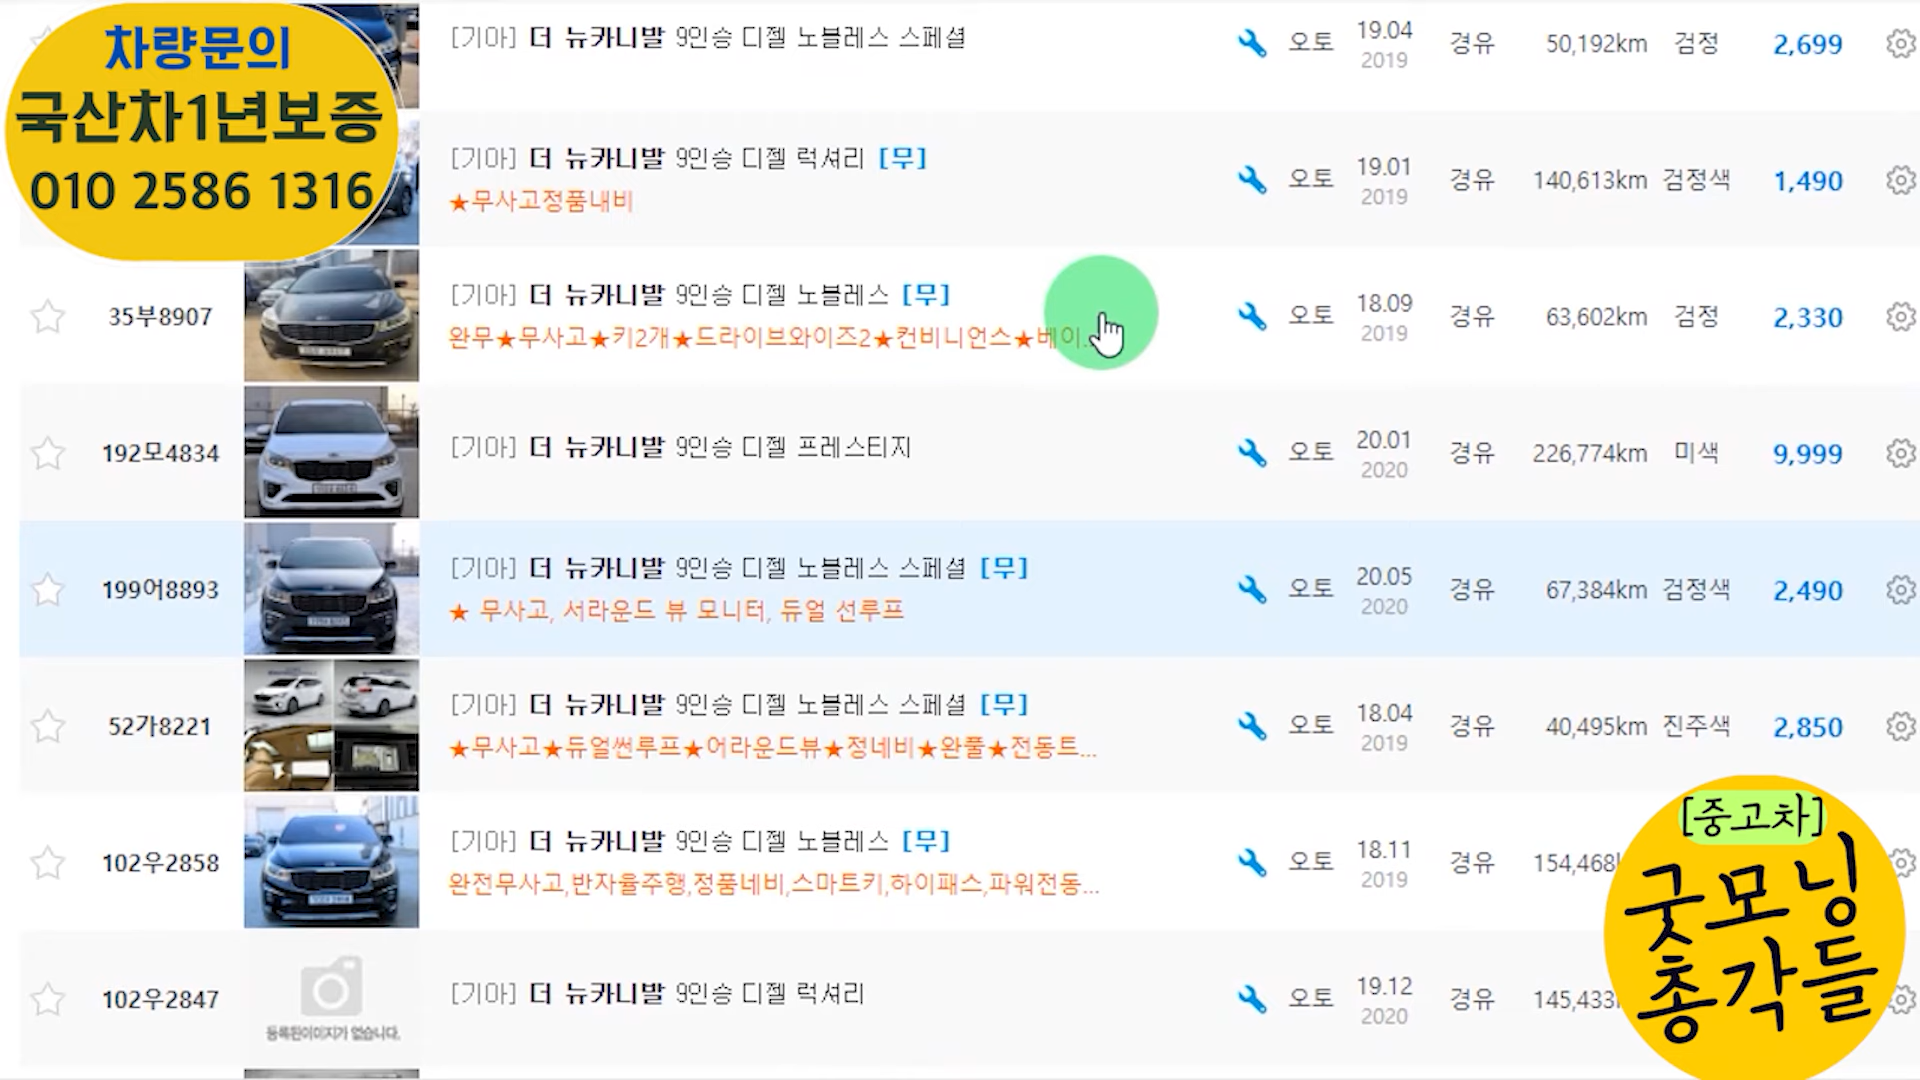 차량문의
국산차1년보증
010 2586 1316
[기아] 더 뉴카니발 9인승 디젤 노블레스 스페셜
오토 19.04 2019 경유 50,192km 검정 2,699
[기아] 더 뉴카니발 9인승 디젤 럭셔리 [무]
★무사고정품내비
오토 19.01 2019 경유 140,613km 검정색 1,490
35부8907
[기아] 더 뉴카니발 9인승 디젤 노블레스 [무]
완무★무사고★키2개★드라이브와이즈2★컨비니언스★베이...
오토 18.09 2019 경유 63,602km 검정 2,330
192모4834
[기아] 더 뉴카니발 9인승 디젤 프레스티지
오토 20.01 2020 경유 226,774km 미색 9,999
199어8893
[기아] 더 뉴카니발 9인승 디젤 노블레스 스페셜 [무]
★ 무사고, 서라운드 뷰 모니터, 듀얼 선루프
오토 20.05 2020 경유 67,384km 검정색 2,490
52가8221
[기아] 더 뉴카니발 9인승 디젤 노블레스 스페셜 [무]
★무사고★듀얼썬루프★어라운드뷰★정네비★완풀★전동트...
오토 18.04 2019 경유 40,495km 진주색 2,850
102우2858
[기아] 더 뉴카니발 9인승 디젤 노블레스 [무]
완전무사고,반자율주행,정품네비,스마트키,하이패스,파워전동...
오토 18.11 2019 경유 154,468
102우2847
등록된이미지가 없습니다.
[기아] 더 뉴카니발 9인승 디젤 럭셔리
오토 19.12 2020 경유 145,433
[중고차]
굿모닝
총각들